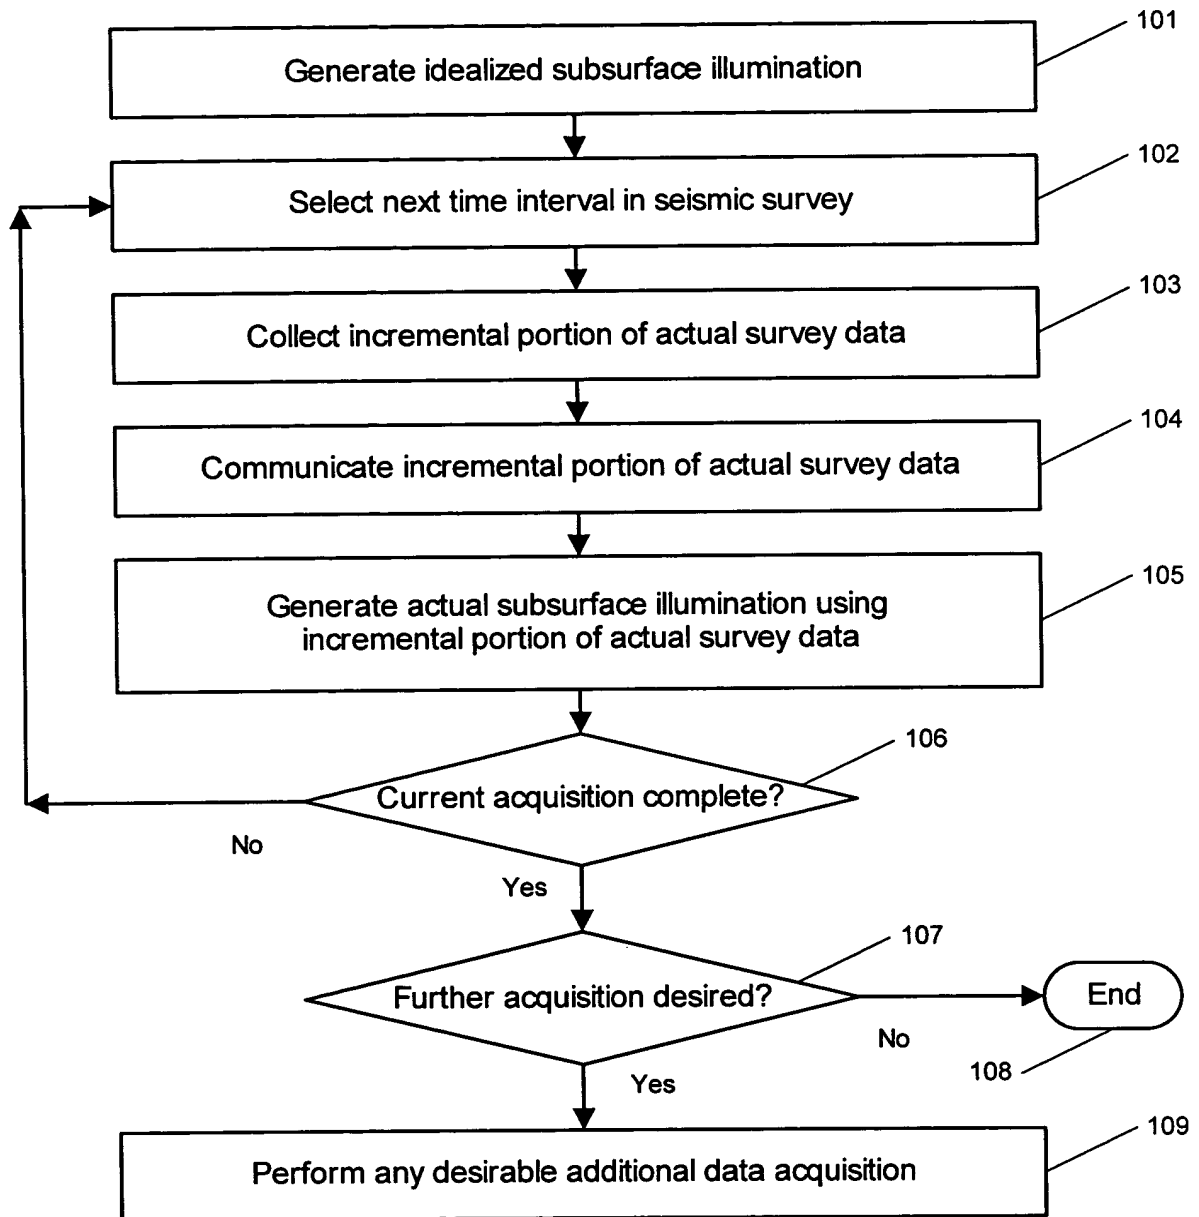 101
Generate idealized subsurface illumination
102
Select next time interval in seismic survey
103
Collect incremental portion of actual survey data
104
Communicate incremental portion of actual survey data
105
Generate actual subsurface illumination using
incremental portion of actual survey data
106
Current acquisition complete?
No
Yes
107
Further acquisition desired?
End
No
108
Yes
109
Perform any desirable additional data acquisition